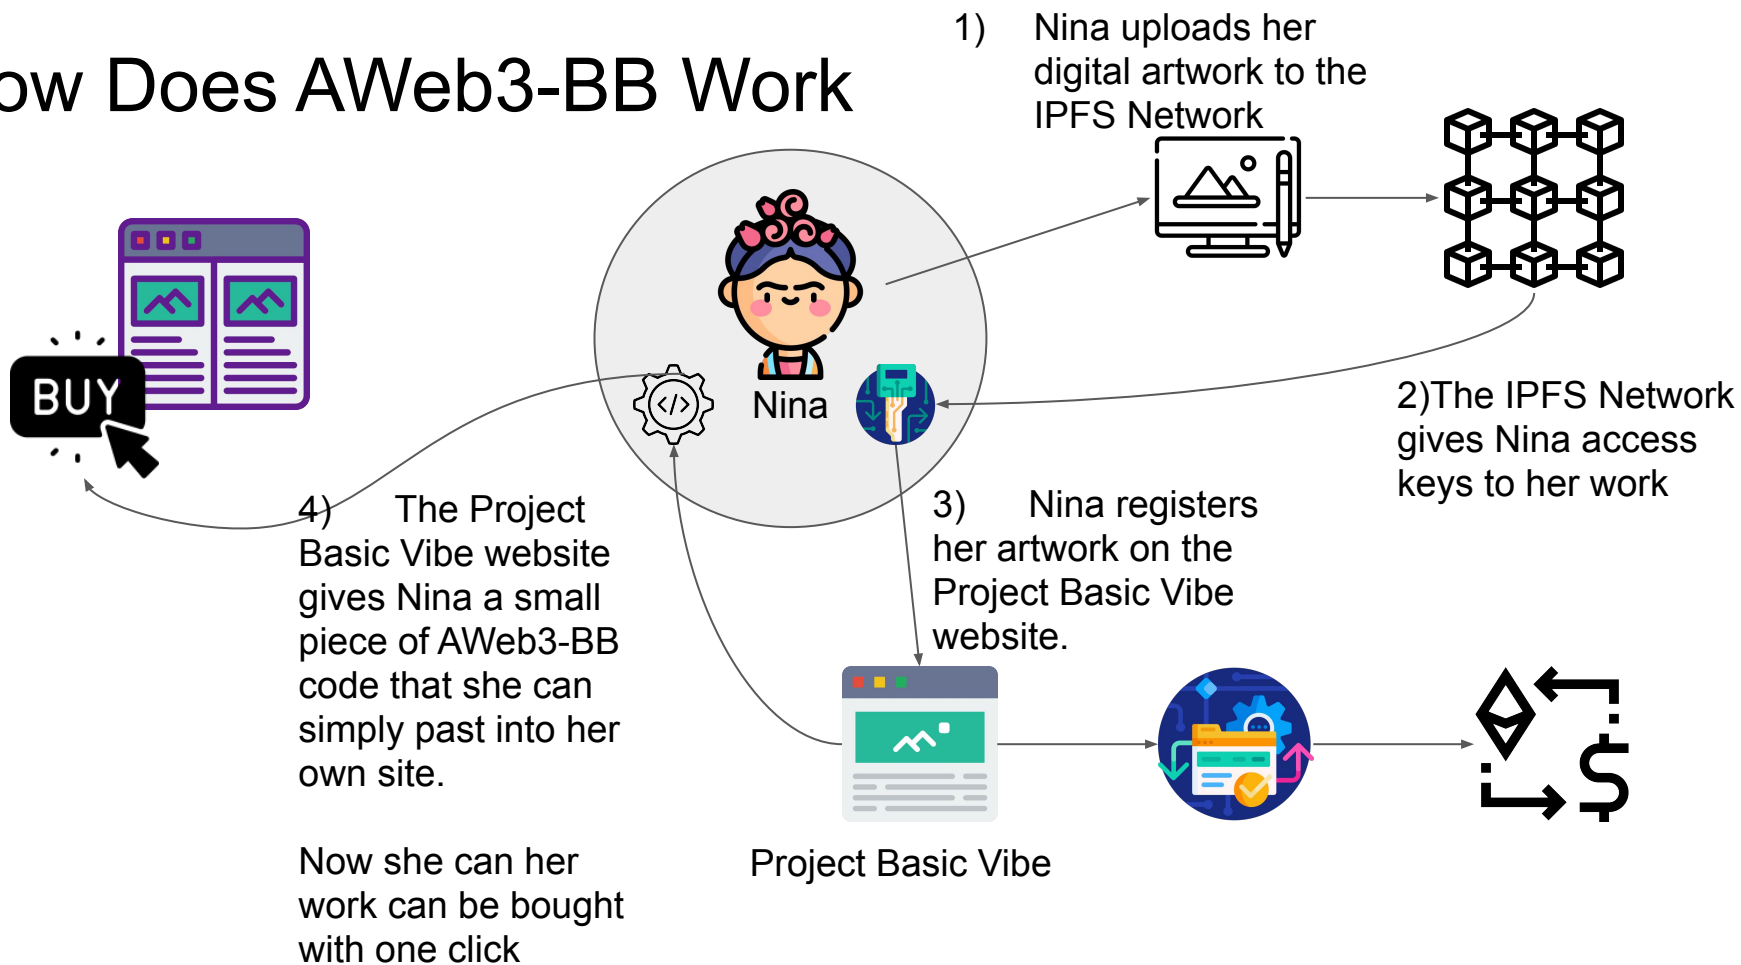 ow Does AWeb3-BB Work
1) Nina uploads her
digital artwork to the
IPFS Network
BUY
Nina
2)The IPFS Network
gives Nina access
keys to her work
3) Nina registers
her artwork on the
Project Basic Vibe
website.
4) The Project
Basic Vibe website
gives Nina a small
piece of AWeb3-BB
code that she can
simply past into her
own site.
Now she can her
work can be bought
with one click
Project Basic Vibe